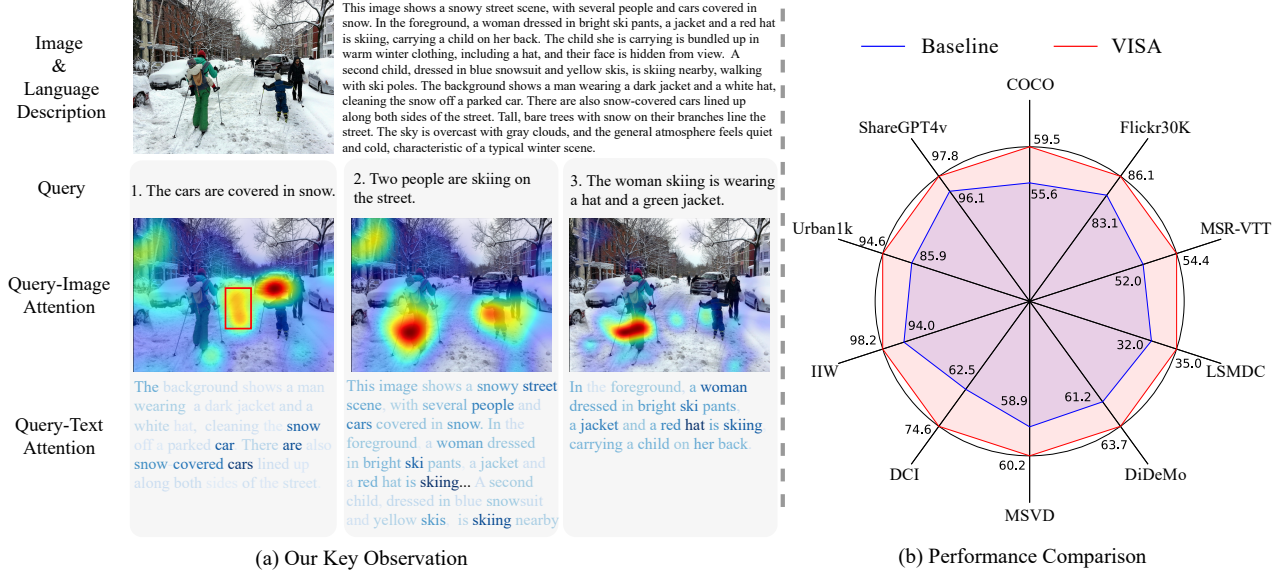 Image
&
Language
Description
This image shows a snowy street scene, with several people and cars covered in
snow. In the foreground, a woman dressed in bright ski pants, a jacket and a red hat
is skiing, carrying a child on her back. The child she is carrying is bundled up in
warm winter clothing, including a hat, and their face is hidden from view. A
second child, dressed in blue snowsuit and yellow skis, is skiing nearby, walking
with ski poles. The background shows a man wearing a dark jacket and a white hat,
cleaning the snow off a parked car. There are also snow-covered cars lined up
along both sides of the street. Tall, bare trees with snow on their branches line the
street. The sky is overcast with gray clouds, and the general atmosphere feels quiet
and cold, characteristic of a typical winter scene.
Query
1. The cars are covered in snow.
2. Two people are skiing on
the street.
3. The woman skiing is wearing
a hat and a green jacket.
Query-Image
Attention
Query-Text
Attention
The background shows a man
wearing a dark jacket and a
white hat, cleaning the snow
off a parked car. There are also
snow-covered cars lined up
along both sides of the street.
This image shows a snowy street
scene, with several people and
cars covered in snow. In the
foreground, a woman dressed
in bright ski pants, a jacket and
a red hat is skiing... A second
child, dressed in blue snowsuit
and yellow skis, is skiing nearby
In the foreground, a woman
dressed in bright ski pants,
a jacket and a red hat is skiing
carrying a child on her back.
(a) Our Key Observation
Baseline
VISA
COCO
59.5
55.6
Flickr30K
86.1
83.1
MSR-VTT
54.4
52.0
LSMDC
35.0
32.0
DiDeMo
63.7
61.2
MSVD
60.2
58.9
DCI
74.6
62.5
IIW
98.2
94.0
Urban1k
94.6
85.9
ShareGPT4v
97.8
96.1
(b) Performance Comparison